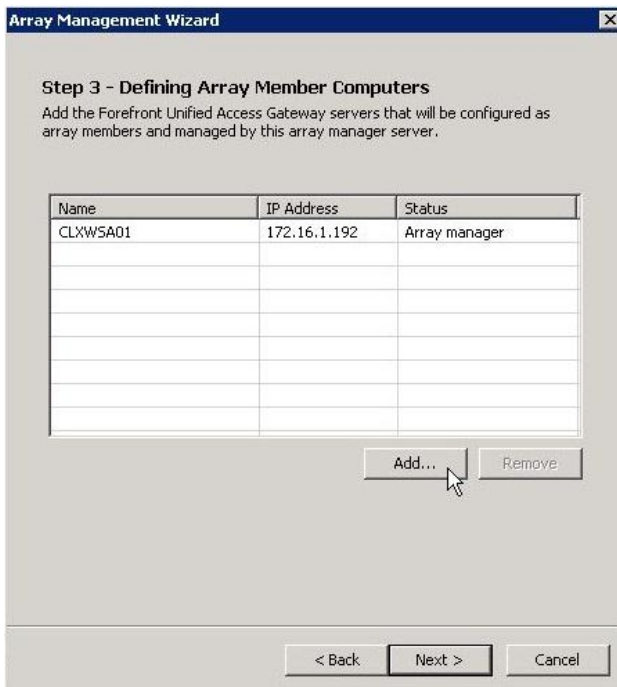 Array Management Wizard
Step 3 - Defining Array Member Computers
Add the Forefront Unified Access Gateway servers that will be configured as
array members and managed by this array manager server.
Name IP Address Status
CLXWSA01 172.16.1.192 Array manager
Add... Remove
< Back Next > Cancel